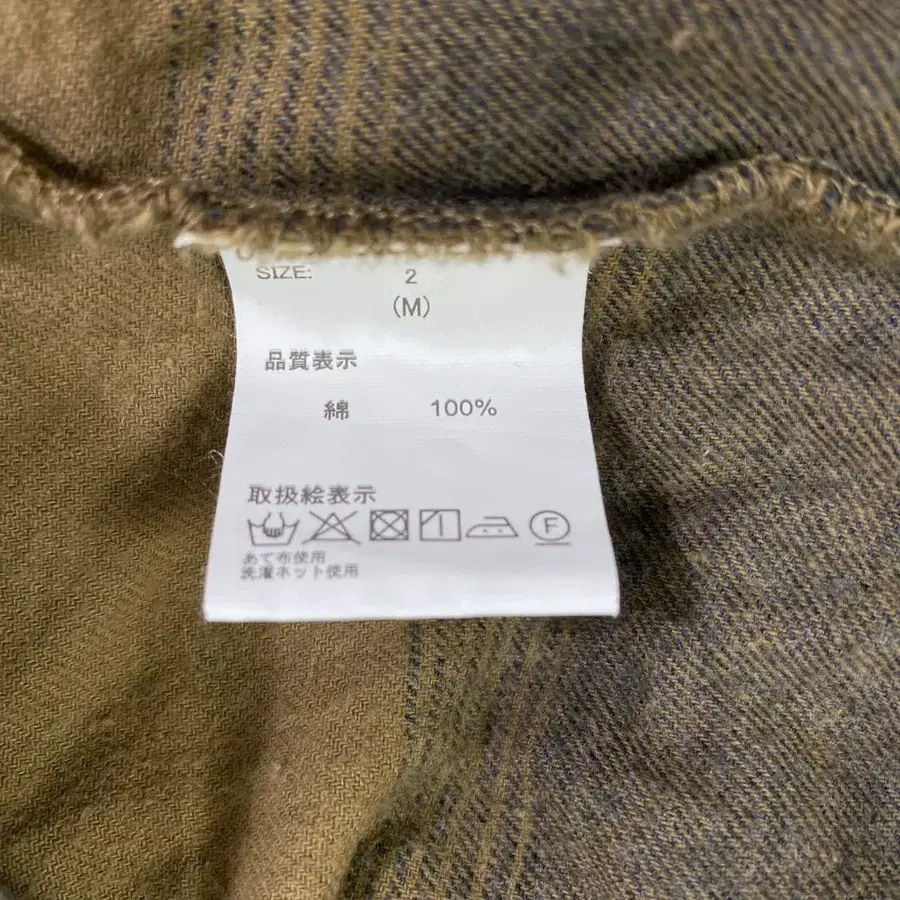 SIZE: 2
(M)
品質表示
綿 100%
取扱絵表示
F
あて布使用
洗濯ネット使用